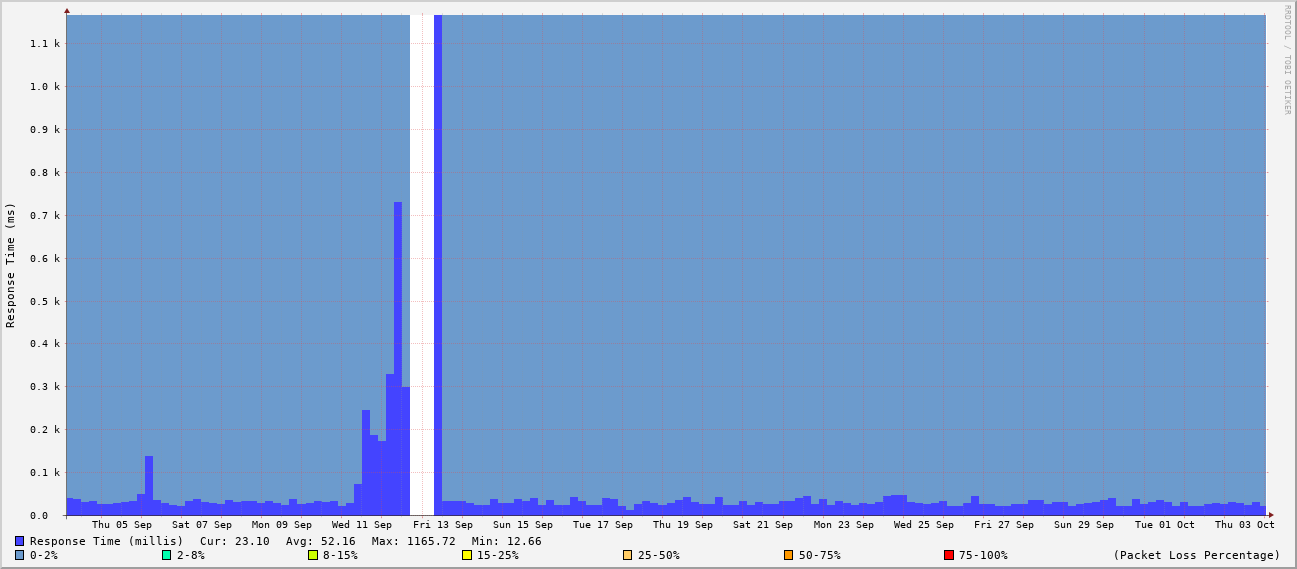 RRDTOOL / TOBI OETIKER
Response Time (ms)
1.1 k
1.0 k
0.9 k
0.8 k
0.7 k
0.6 k
0.5 k
0.4 k
0.3 k
0.2 k
0.1 k
0.0
Thu 05 Sep Sat 07 Sep Mon 09 Sep Wed 11 Sep Fri 13 Sep Sun 15 Sep Tue 17 Sep Thu 19 Sep Sat 21 Sep Mon 23 Sep Wed 25 Sep Fri 27 Sep Sun 29 Sep Tue 01 Oct Thu 03 Oct
Response Time (millis) Cur: 23.10 Avg: 52.16 Max: 1165.72 Min: 12.66
0-2% 2-8% 8-15% 15-25% 25-50% 50-75% 75-100% (Packet Loss Percentage)